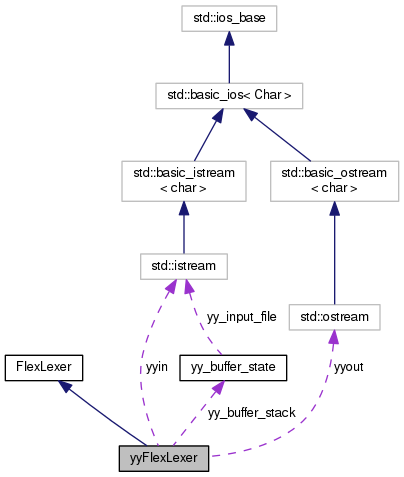 std::ios_base
std::basic_ios< Char >
std::basic_istream
< char >
std::basic_ostream
< char >
std::istream
std::ostream
yy_input_file
FlexLexer
yyin
yy_buffer_state
yyout
yy_buffer_stack
yyFlexLexer